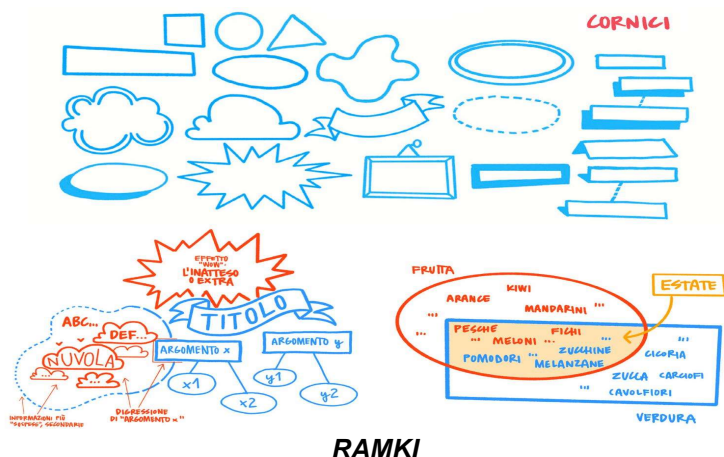 CORNICI
EFFETTO
"WOW":
L'INATTESO
O EXTRA
TITOLO
ABC...
DEF...
NUVOLA
...
...
ARGOMENTO X
ARGOMENTO y
x1
x2
y1
y2
INFORMAZIONI PIÙ
"SOSPESE", SECONDARIE
DIGRESSIONE
DI "ARGOMENTO x"
FRUTTA
KIWI
ARANCE
MANDARINI ...
...
...
ESTATE
PESCHE
FICHI
... MELONI ...
...
...
ZUCCHINE
POMODORI
MELANZANE
...
CICORIA
ZUCCA
CARCIOFI
...
CAVOLFIORI
VERDURA
RAMKI